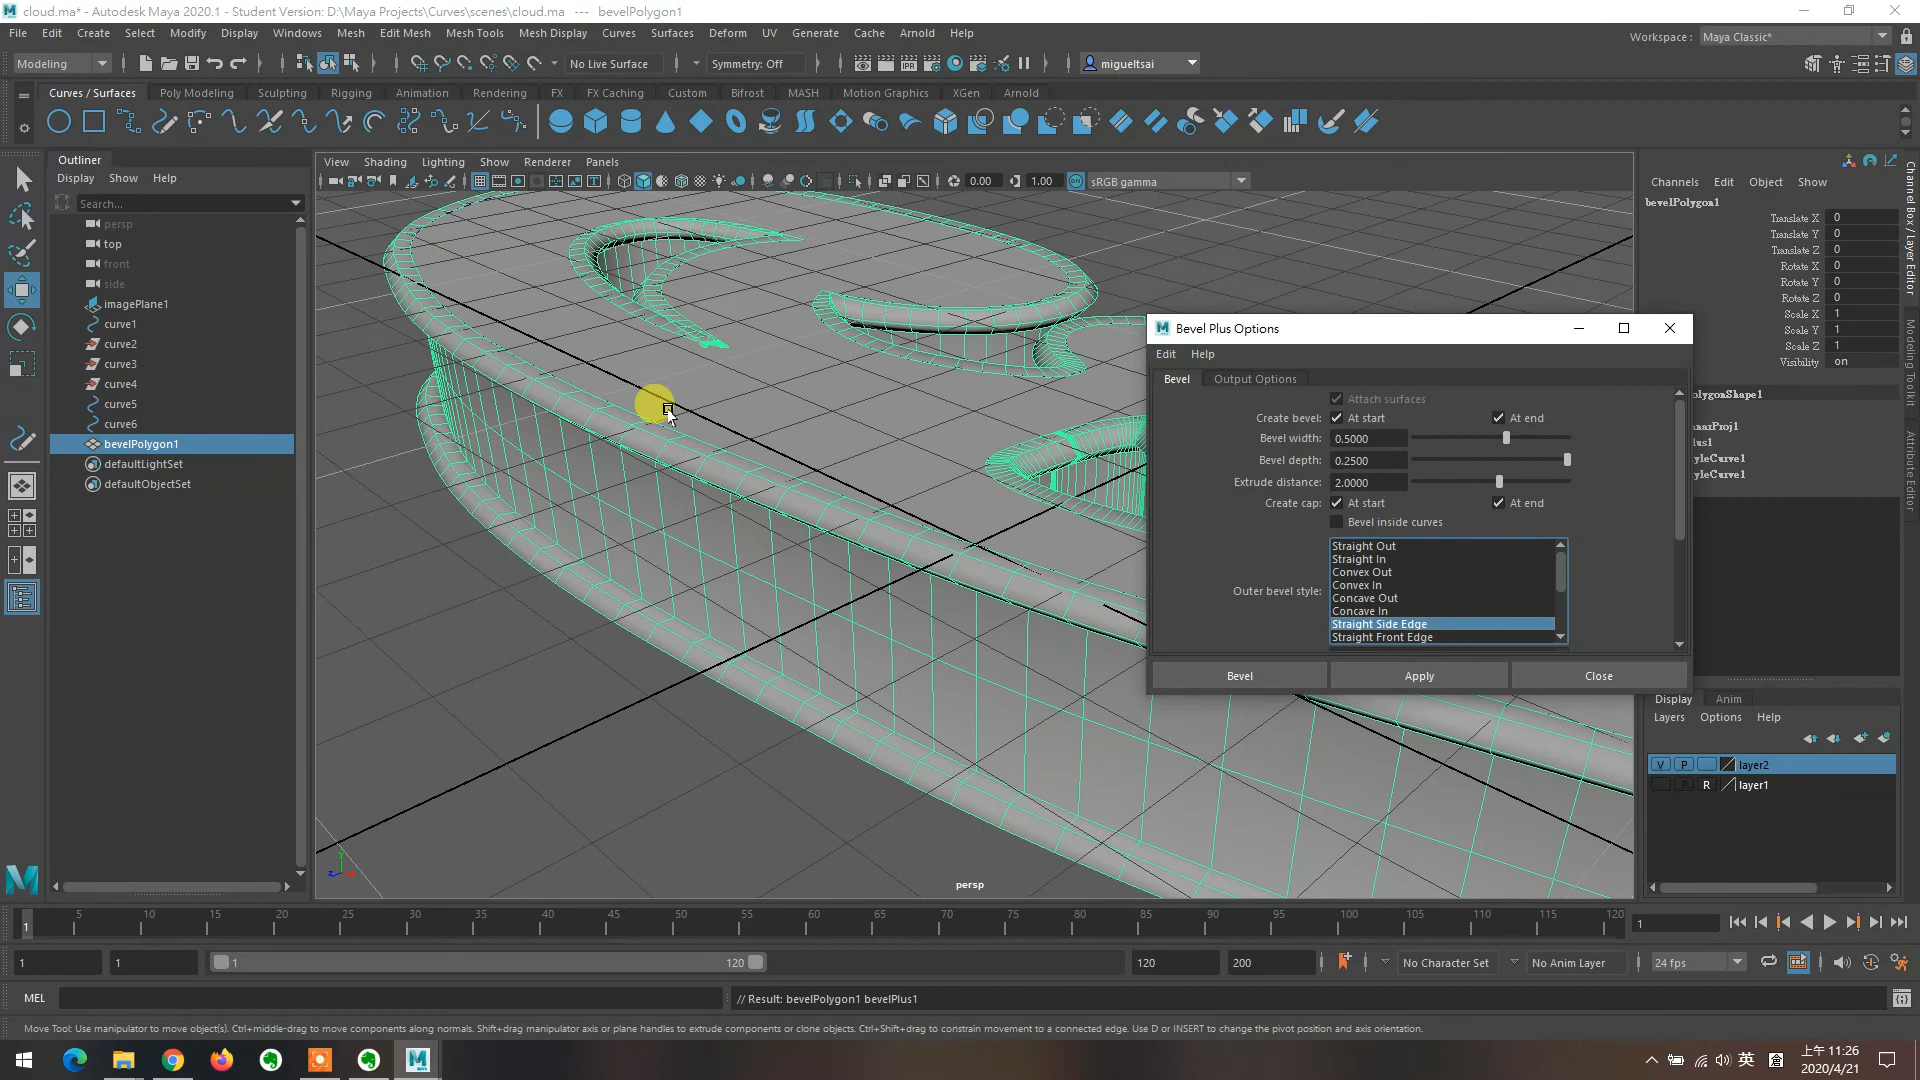 cloud.ma* - Autodesk Maya 2020.1 - Student Version: D:\Maya Projects\Curves\scenes\cloud.ma --- bevelPolygon1
File Edit Create Select Modify Display Windows Mesh Edit Mesh Mesh Tools Mesh Display Curves Surfaces Deform UV Generate Cache Arnold Help
Workspace : Maya Classic*
Modeling
No Live Surface
Symmetry: Off
migueltsai
Curves / Surfaces Poly Modeling Sculpting Rigging Animation Rendering FX FX Caching Custom Bifrost MASH Motion Graphics XGen Arnold
Outliner
Display Show Help
Search...
persp
top
front
side
imagePlane1
curve1
curve2
curve3
curve4
curve5
curve6
bevelPolygon1
defaultLightSet
defaultObjectSet
View Shading Lighting Show Renderer Panels
0.00
1.00
sRGB gamma
persp
Bevel Plus Options
Edit Help
Bevel Output Options
Attach surfaces
Create bevel: At start At end
Bevel width: 0.5000
Bevel depth: 0.2500
Extrude distance: 2.0000
Create cap: At start At end
Bevel inside curves
Outer bevel style:
Straight Out
Straight In
Convex Out
Convex In
Concave Out
Concave In
Straight Side Edge
Straight Front Edge
Bevel Apply Close
Channels Edit Object Show
bevelPolygon1
Translate X 0
Translate Y 0
Translate Z 0
Rotate X 0
Rotate Y 0
Rotate Z 0
Scale X 1
Scale Y 1
Scale Z 1
Visibility on
olygonShape1
narProj1
lus1
yleCurve1
yleCurve1
Channel Box / Layer Editor
Modeling Toolkit
Attribute Editor
Display Anim
Layers Options Help
V P layer2
P R layer1
1 5 10 15 20 25 30 35 40 45 50 55 60 65 70 75 80 85 90 95 100 105 110 115 120
1
1 1 1 120 120 200
No Character Set
No Anim Layer
24 fps
MEL
// Result: bevelPolygon1 bevelPlus1
Move Tool: Use manipulator to move object(s). Ctrl+middle-drag to move components along normals. Shift+drag manipulator axis or plane handles to extrude components or clone objects. Ctrl+Shift+drag to constrain movement to a connected edge. Use D or INSERT to change the pivot position and axis orientation.
英
上午 11:26
2020/4/21